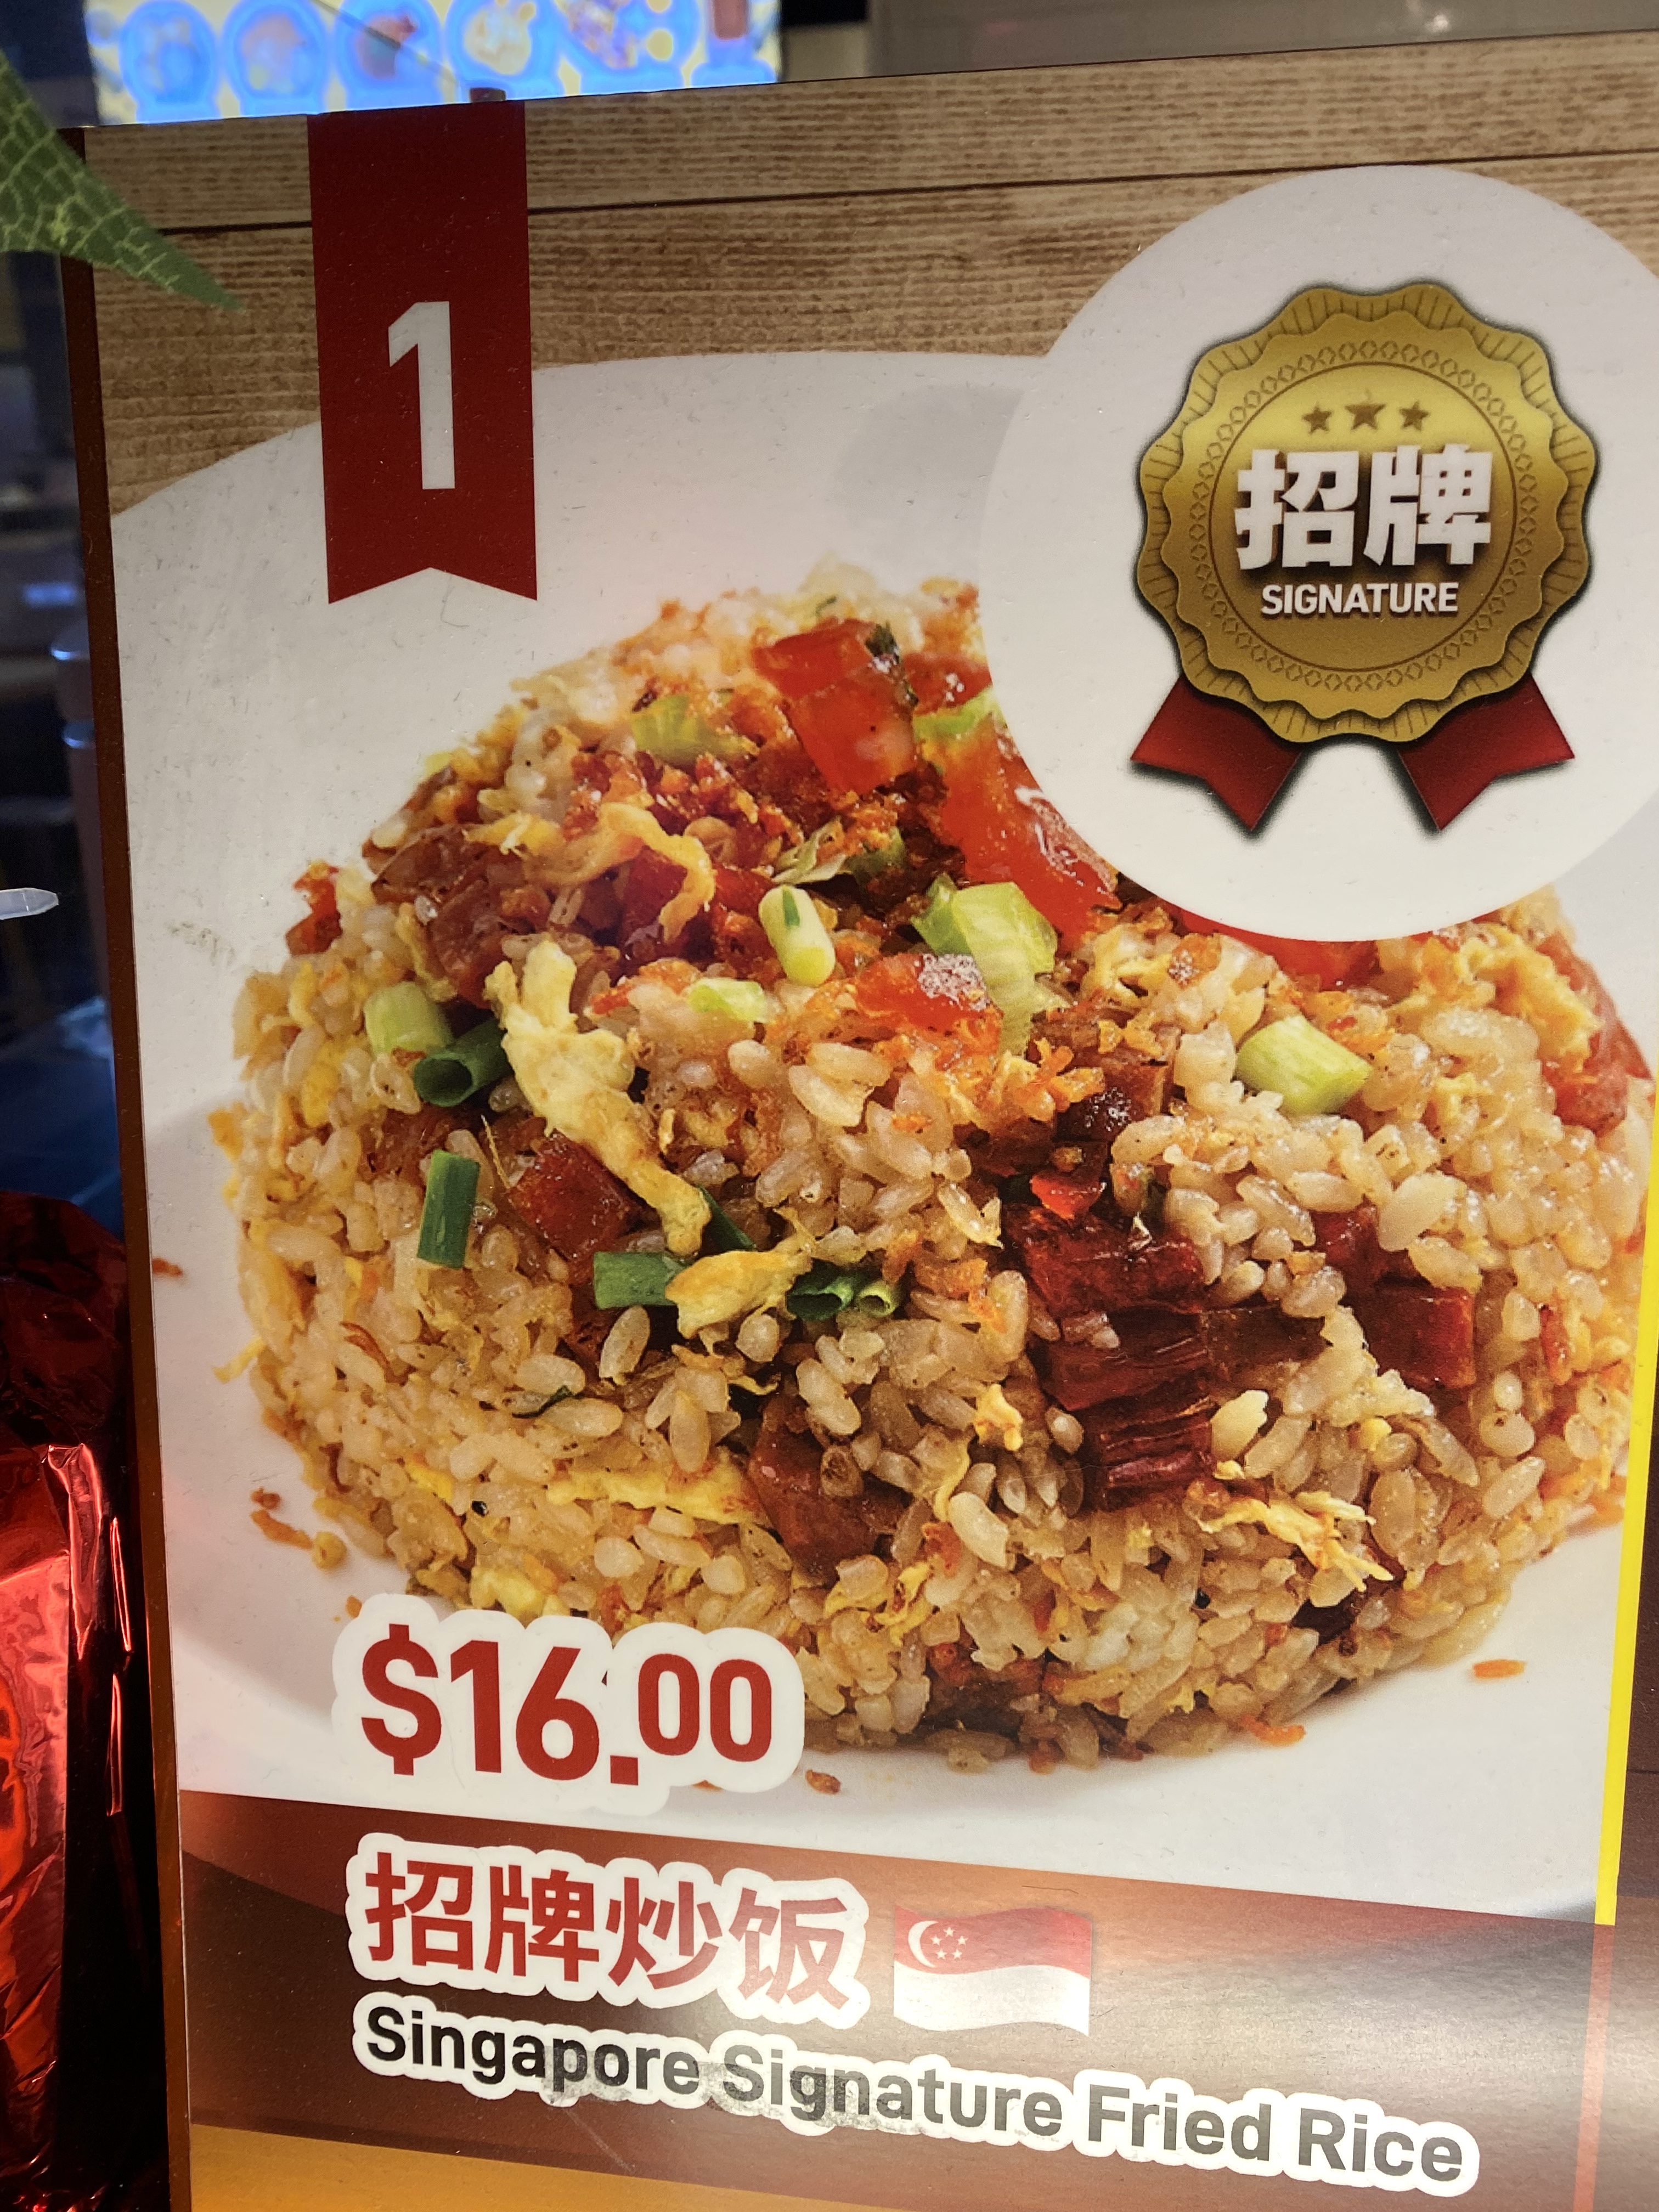 1
招牌
SIGNATURE
$16.00
招牌炒饭
Singapore Signature Fried Rice